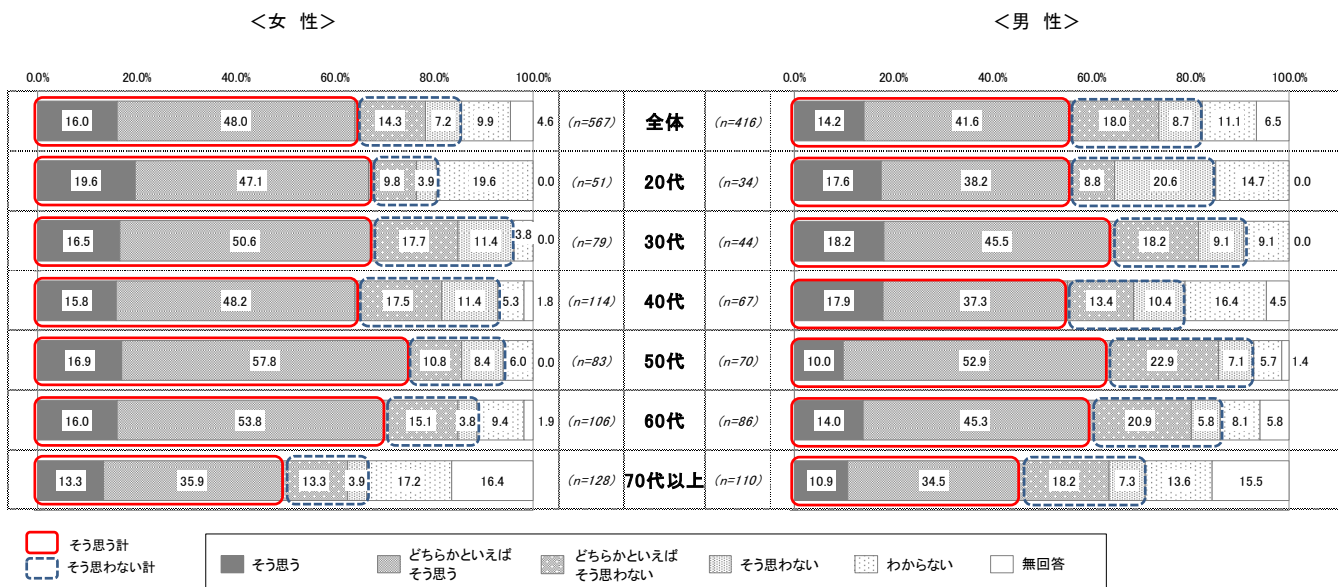 ＜女 性＞ ＜男 性＞
0.0% 20.0% 40.0% 60.0% 80.0% 100.0% 0.0% 20.0% 40.0% 60.0% 80.0% 100.0%
16.0 48.0 14.3 7.2 9.9 4.6 (n=567) 全体 (n=416) 14.2 41.6 18.0 8.7 11.1 6.5
19.6 47.1 9.8 3.9 19.6 0.0 (n=51) 20代 (n=34) 17.6 38.2 8.8 20.6 14.7 0.0
16.5 50.6 17.7 11.4 3.8 0.0 (n=79) 30代 (n=44) 18.2 45.5 18.2 9.1 9.1 0.0
15.8 48.2 17.5 11.4 5.3 1.8 (n=114) 40代 (n=67) 17.9 37.3 13.4 10.4 16.4 4.5
16.9 57.8 10.8 8.4 6.0 0.0 (n=83) 50代 (n=70) 10.0 52.9 22.9 7.1 5.7 1.4
16.0 53.8 15.1 3.8 9.4 1.9 (n=106) 60代 (n=86) 14.0 45.3 20.9 5.8 8.1 5.8
13.3 35.9 13.3 3.9 17.2 16.4 (n=128) 70代以上 (n=110) 10.9 34.5 18.2 7.3 13.6 15.5
そう思う計
そう思わない計
そう思う
どちらかといえば
そう思う
どちらかといえば
そう思わない
そう思わない
わからない
無回答